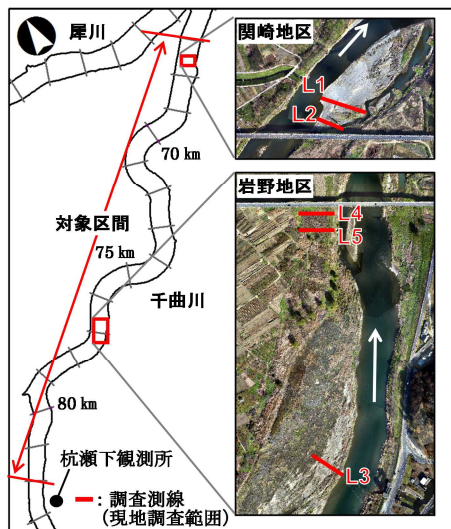 犀川
70 km
対象区間
75 km
千曲川
80 km
杭瀬下観測所
:調査測線
(現地調査範囲)
関崎地区
L1
L2
岩野地区
L4
L5
L3